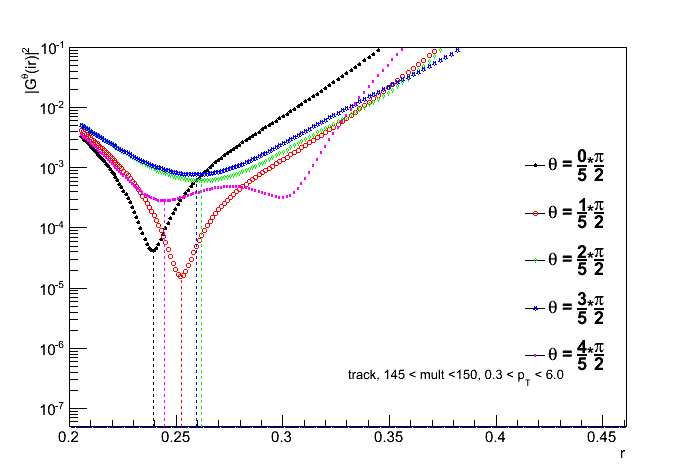 |G^θ(ir)|²
10⁻¹
10⁻²
10⁻³
10⁻⁴
10⁻⁵
10⁻⁶
10⁻⁷
θ = 0/5*π/2
θ = 1/5*π/2
θ = 2/5*π/2
θ = 3/5*π/2
θ = 4/5*π/2
track, 145 < mult <150, 0.3 < p_T < 6.0
0.2 0.25 0.3 0.35 0.4 0.45
r